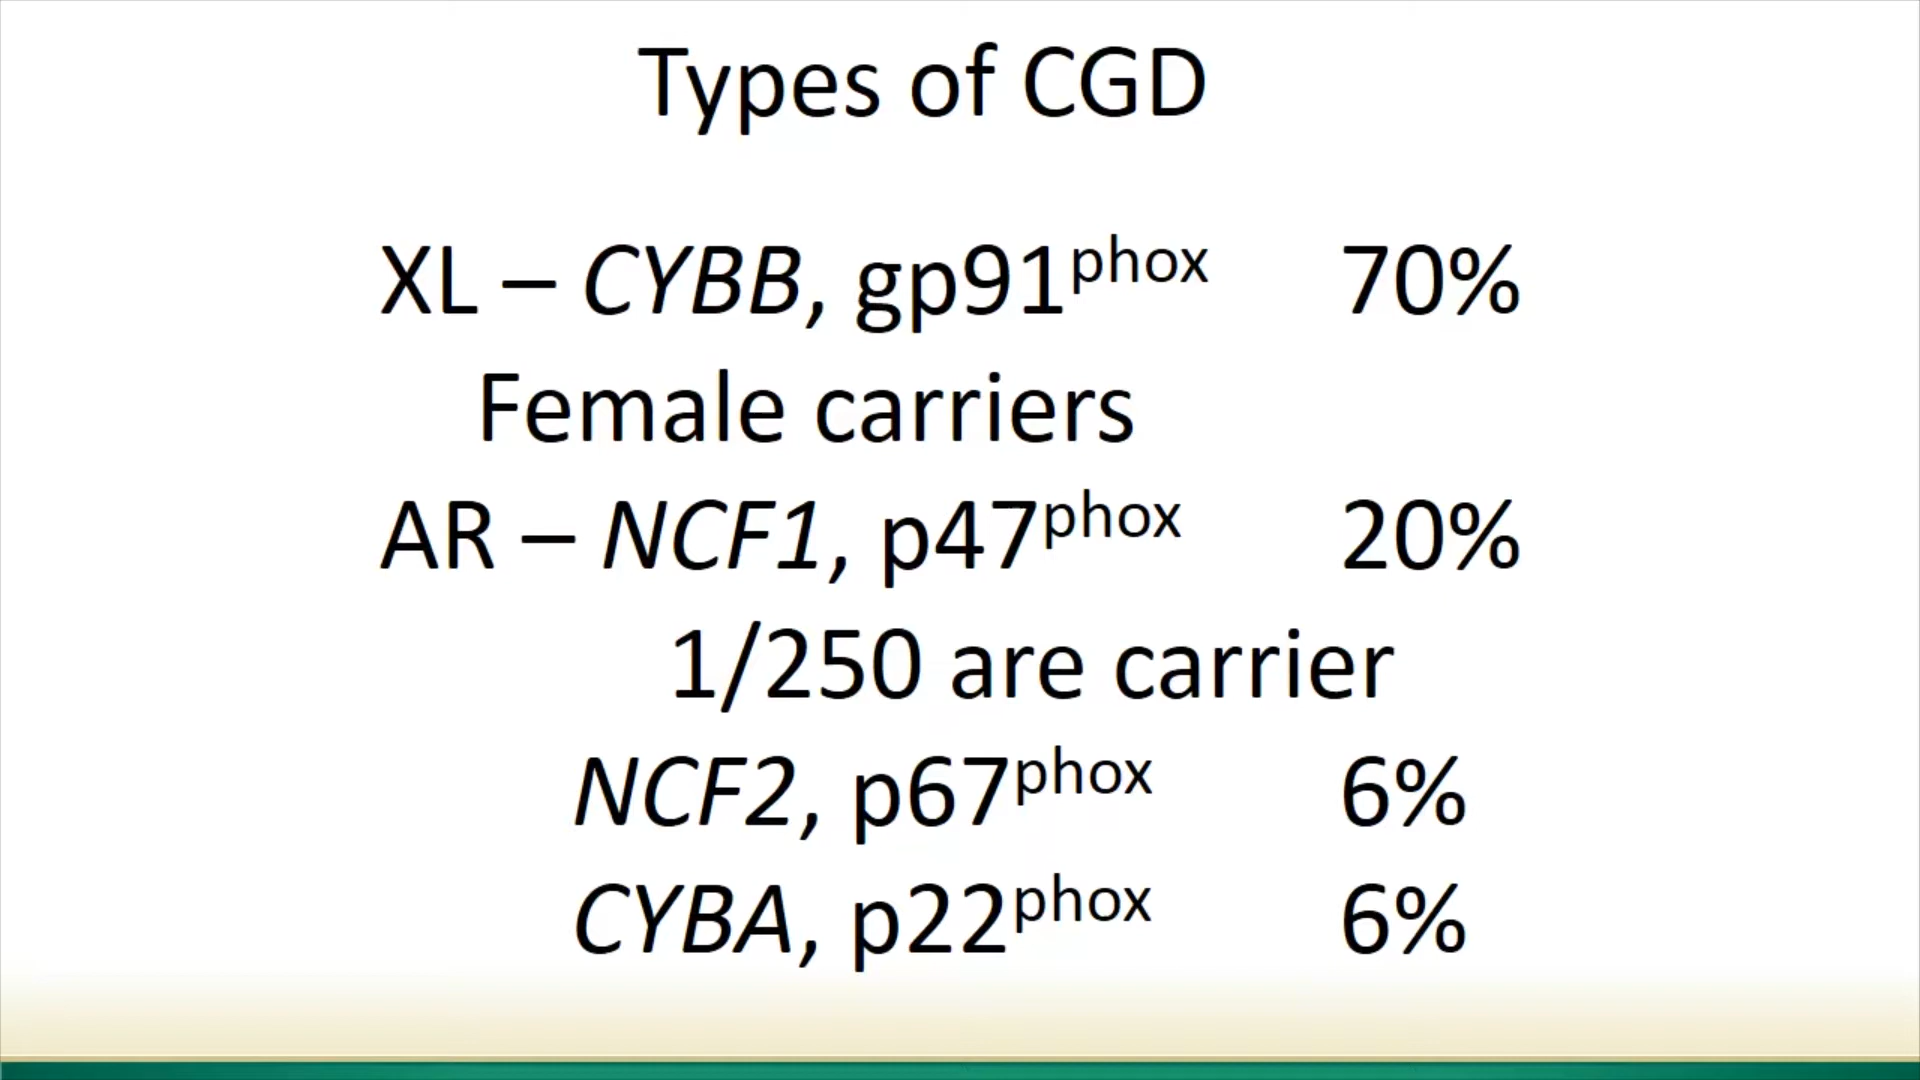 Types of CGD
XL – CYBB, gp91phox 70%
Female carriers
AR – NCF1, p47phox 20%
1/250 are carrier
NCF2, p67phox 6%
CYBA, p22phox 6%